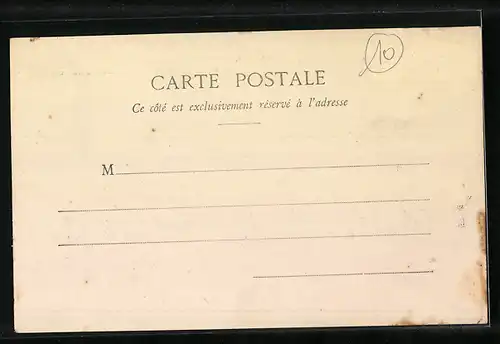 10
CARTE POSTALE
Ce côté est exclusivement réservé à l'adresse
M